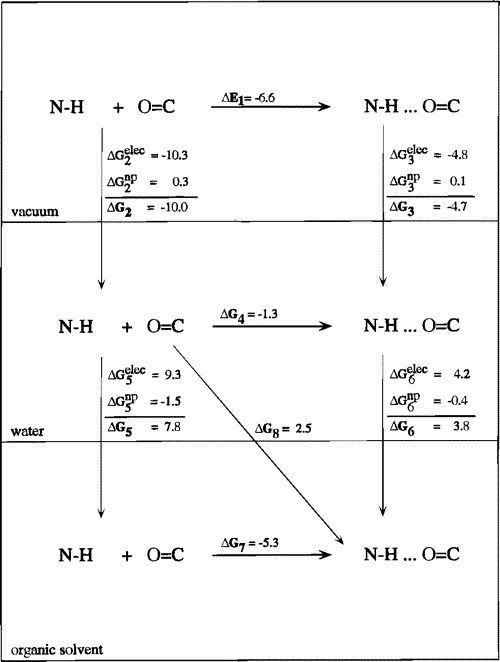 ΔE₁= -6.6
N-H + O=C N-H ... O=C
ΔG₂ᵉˡᵉᶜ = -10.3 ΔG₃ᵉˡᵉᶜ = -4.8
ΔG₂ⁿᵖ = 0.3 ΔG₃ⁿᵖ = 0.1
vacuum ΔG₂ = -10.0 ΔG₃ = -4.7
ΔG₄= -1.3
N-H + O=C N-H ... O=C
ΔG₅ᵉˡᵉᶜ = 9.3 ΔG₆ᵉˡᵉᶜ 4.2
ΔG₅ⁿᵖ = -1.5 ΔG₆ⁿᵖ = -0.4
water ΔG₅ = 7.8 ΔG₈ = 2.5 ΔG₆ = 3.8
ΔG₇= -5.3
N-H + O=C N-H ... O=C
organic solvent